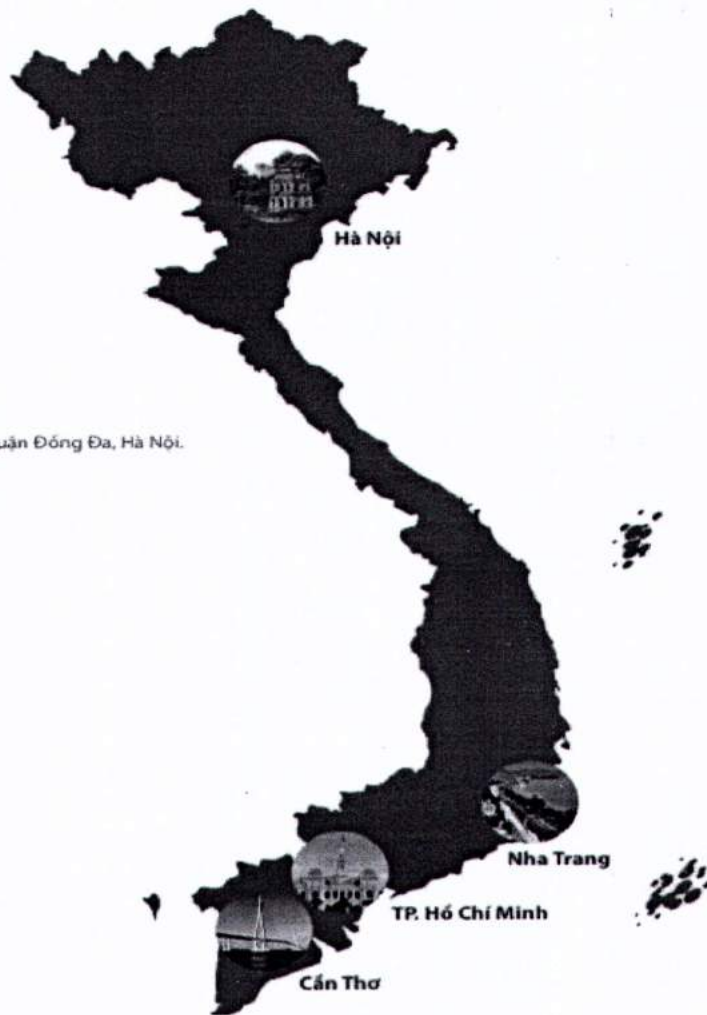 Hà Nội
uận Đống Đa, Hà Nội.
Nha Trang
TP. Hồ Chí Minh
Cần Thơ